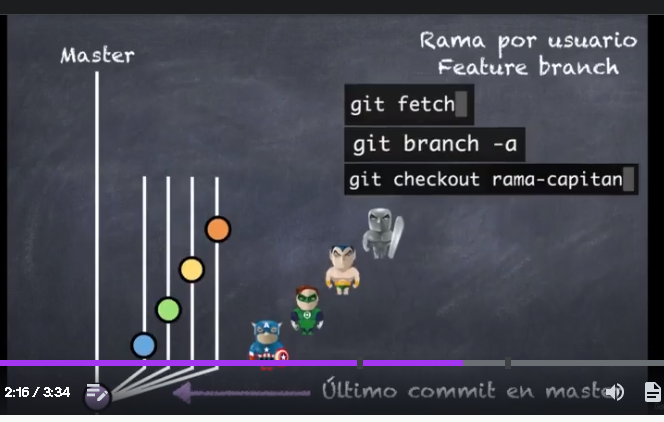 Master
Rama por usuario
Feature branch
git fetch
git branch -a
git checkout rama-capitan
Último commit en master
2:16 / 3:34